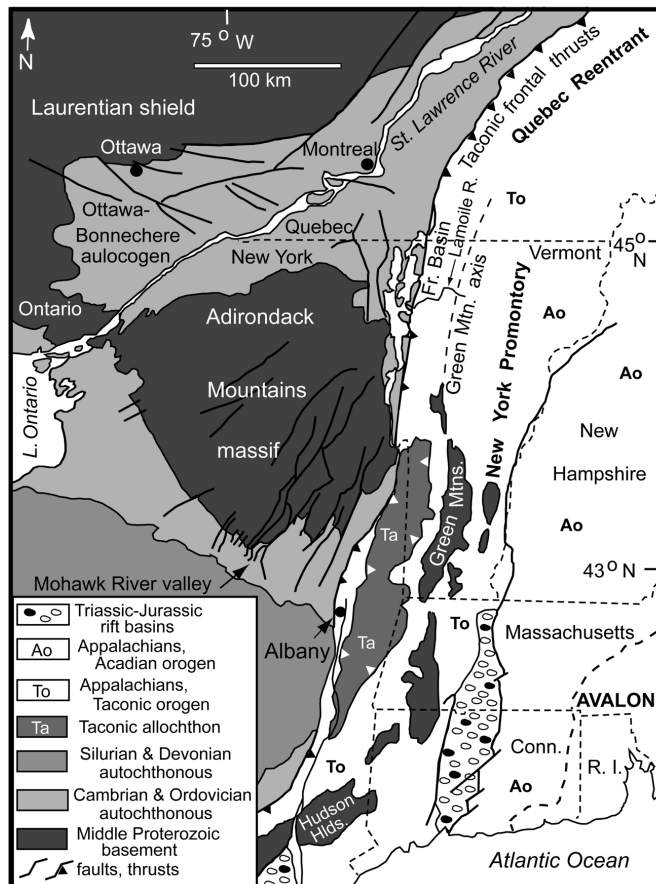 N
75 o W
100 km
Laurentian shield
St. Lawrence River
Taconic frontal thrusts
Quebec Reentrant
Ottawa
Montreal
To
Ottawa-
Bonnechere
aulocogen
Quebec
New York
Fr. Basin
Lamoile R.
Green Mtn. axis
Vermont
45o
N
Ontario
L. Ontario
Adirondack
Mountains
massif
New York Promontory
Ao
Ao
New
Hampshire
Ao
Ta
Green Mtns.
Mohawk River valley
43 o N
Albany
Ta
To
Massachusetts
AVALON
Conn.
R. I.
Ao
To
Hudson
Hlds.
Atlantic Ocean
Triassic-Jurassic
rift basins
Ao
Appalachians,
Acadian orogen
To
Appalachians,
Taconic orogen
Ta
Taconic allochthon
Silurian & Devonian
autochthonous
Cambrian & Ordovician
autochthonous
Middle Proterozoic
basement
faults, thrusts